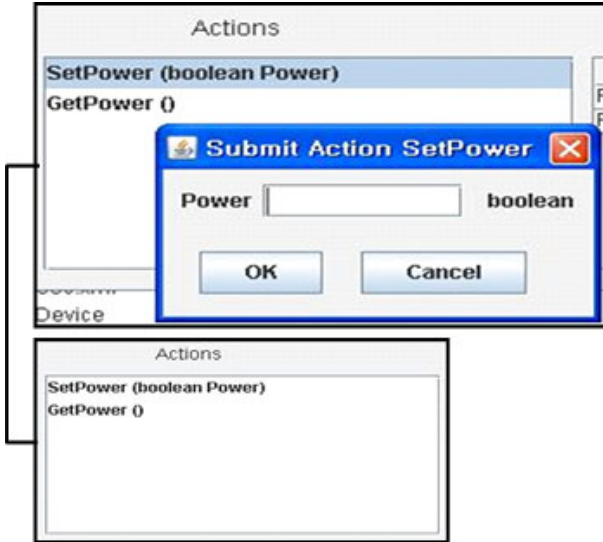 Actions
SetPower (boolean Power)
GetPower ()
Submit Action SetPower
Power boolean
OK Cancel
Device
Actions
SetPower (boolean Power)
GetPower ()